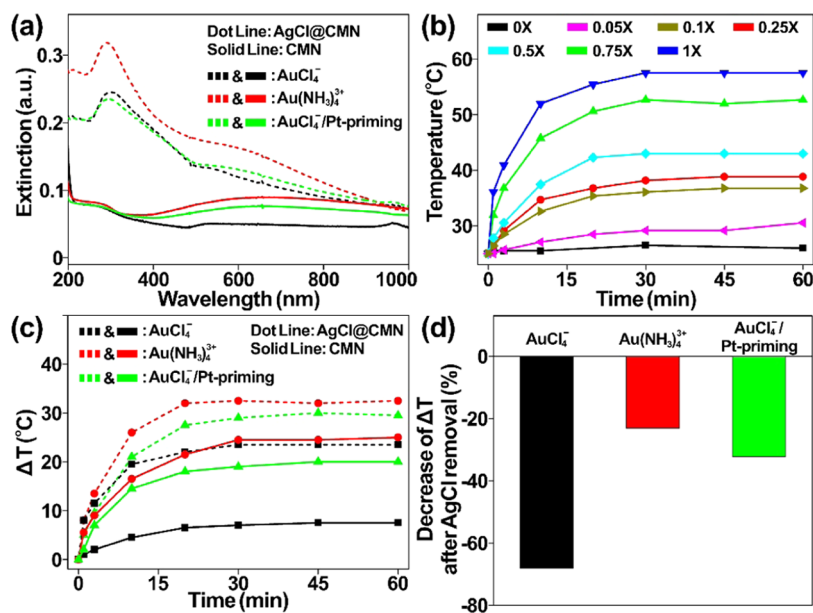 (a)
Dot Line: AgCl@CMN
Solid Line: CMN
& : AuCl₄⁻
& : Au(NH₃)₄³⁺
& : AuCl₄⁻/Pt-priming
Extinction (a.u.)
0.3
0.2
0.1
0
200 400 600 800 1000
Wavelength (nm)
(b)
0X 0.05X 0.1X 0.25X
0.5X 0.75X 1X
Temperature (°C)
60
50
40
30
0 15 30 45 60
Time (min)
(c)
& : AuCl₄⁻
& : Au(NH₃)₄³⁺
& : AuCl₄⁻/Pt-priming
Dot Line: AgCl@CMN
Solid Line: CMN
ΔT (°C)
40
30
20
10
0
0 15 30 45 60
Time (min)
(d)
AuCl₄⁻
Au(NH₃)₄³⁺
AuCl₄⁻/
Pt-priming
Decrease of ΔT
after AgCl removal (%)
0
-20
-40
-60
-80